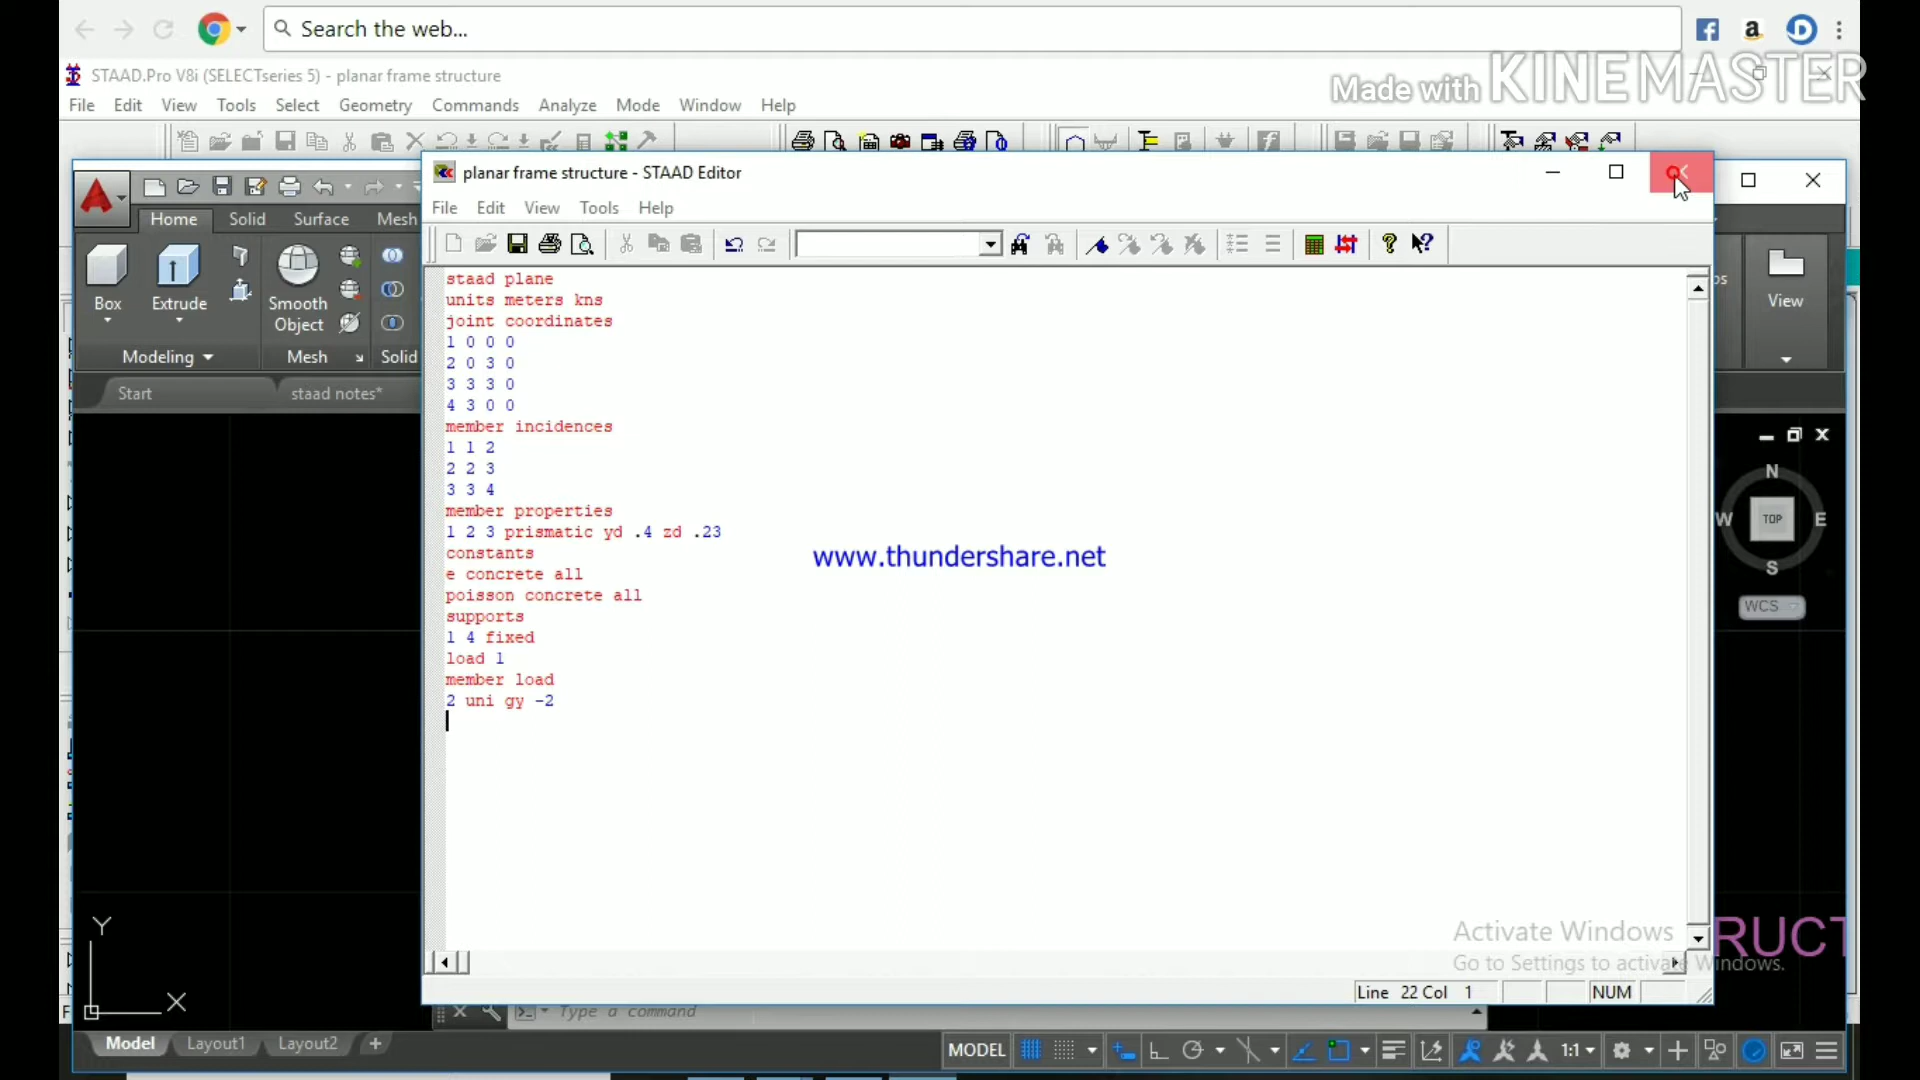 Search the web...
STAAD.Pro V8i (SELECTseries 5) - planar frame structure
Made with KINEMASTER
File Edit View Tools Select Geometry Commands Analyze Mode Window Help
planar frame structure - STAAD Editor
File Edit View Tools Help
Home Solid Surface Mesh
Box Extrude Smooth Object
View
Modeling Mesh Solid
Start staad notes*
staad plane
units meters kns
joint coordinates
1 0 0 0
2 0 3 0
3 3 3 0
4 3 0 0
member incidences
1 1 2
2 2 3
3 3 4
member properties
1 2 3 prismatic yd .4 zd .23
constants
e concrete all
poisson concrete all
supports
1 4 fixed
load 1
member load
2 uni gy -2
www.thundershare.net
N
W TOP E
S
WCS
Y
X
RUCT
Activate Windows
Go to Settings to activate Windows.
Line 22 Col 1 NUM
Type a command
Model Layout1 Layout2 +
MODEL 1:1